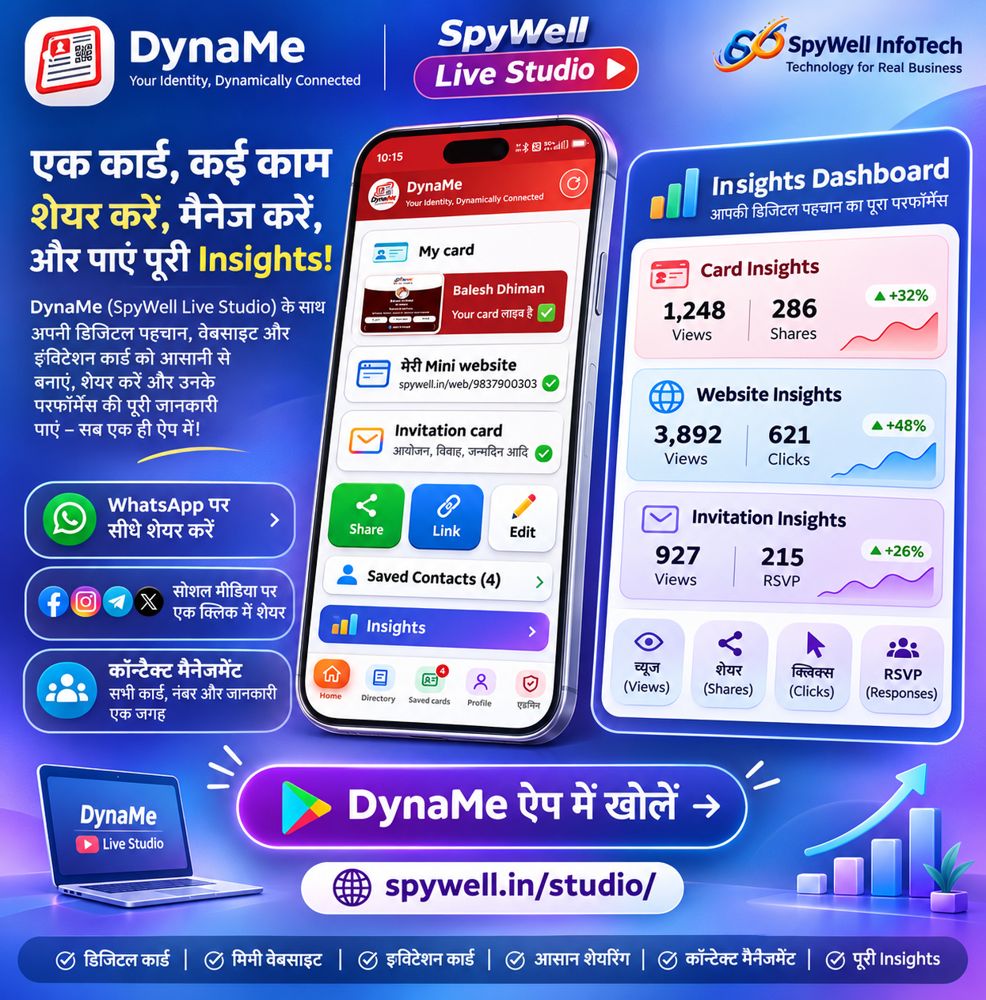 DynaMe
Your Identity, Dynamically Connected
SpyWell
Live Studio
SpyWell InfoTech
Technology for Real Business
एक कार्ड, कई काम
शेयर करें, मैनेज करें,
और पाएं पूरी Insights!
DynaMe (SpyWell Live Studio) के साथ
अपनी डिजिटल पहचान, वेबसाइट और
इंविटेशन कार्ड को आसानी से
बनाएं, शेयर करें और उनके
परफॉर्मेंस की पूरी जानकारी
पाएं – सब एक ही ऐप में!
WhatsApp पर
सीधे शेयर करें
सोशल मीडिया पर
एक क्लिक में शेयर
कॉन्टैक्ट मैनेजमेंट
सभी कार्ड, नंबर और जानकारी
एक जगह
10:15
DynaMe
Your Identity, Dynamically Connected
My card
Balesh Dhiman
Your card लाइव है
मेरी Mini website
spywell.in/web/9837900303
Invitation card
आयोजन, विवाह, जन्मदिन आदि
Share
Link
Edit
Saved Contacts (4)
Insights
Home
Directory
4
Saved cards
Profile
एडमिन
Insights Dashboard
आपकी डिजिटल पहचान का पूरा परफॉर्मेंस
Card Insights
1,248
Views
286
Shares
+32%
Website Insights
3,892
Views
621
Clicks
+48%
Invitation Insights
927
Views
215
RSVP
+26%
व्यूज
(Views)
शेयर
(Shares)
क्लिक्स
(Clicks)
RSVP
(Responses)
DynaMe
Live Studio
DynaMe ऐप में खोलें
spywell.in/studio/
डिजिटल कार्ड | मिमी वेबसाइट | इविटेशन कार्ड | आसान शेयरिंग | कॉन्टेक्ट मैनैजमेंट | पूरी Insights